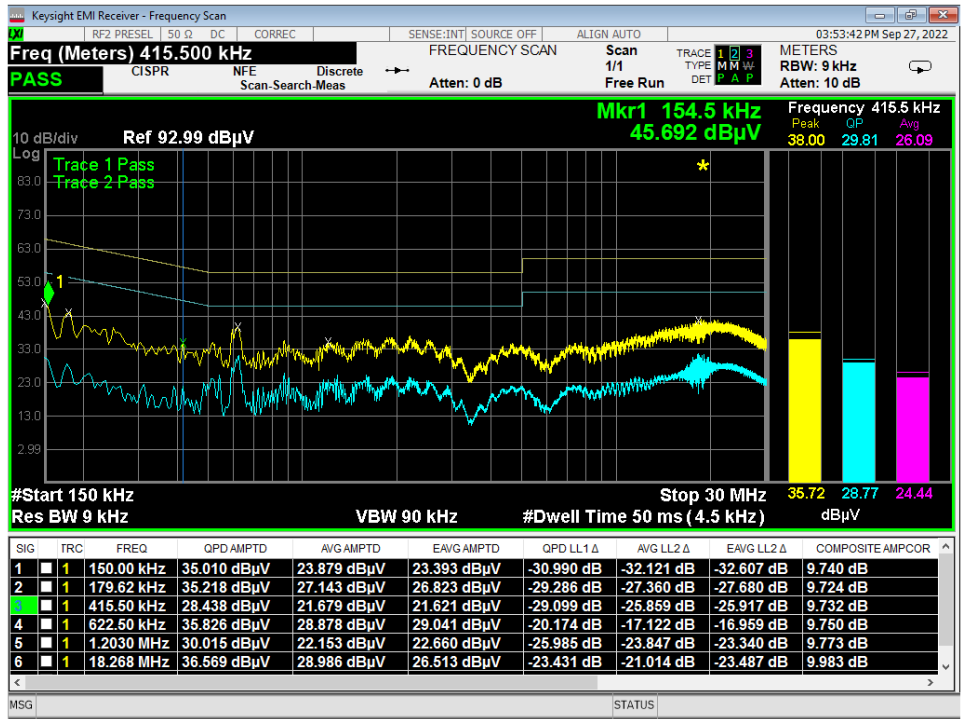 Keysight EMI Receiver - Frequency Scan
LXI RF2 PRESEL 50 Ω DC CORREC SENSE:INT SOURCE OFF ALIGN AUTO 03:53:42 PM Sep 27, 2022
Freq (Meters) 415.500 kHz FREQUENCY SCAN Scan TRACE 1 2 3 METERS
PASS CISPR NFE Discrete 1/1 TYPE M M W RBW: 9 kHz
Scan-Search-Meas Atten: 0 dB Free Run DET P A P Atten: 10 dB
Mkr1 154.5 kHz Frequency 415.5 kHz
45.692 dBµV Peak QP Avg
10 dB/div Ref 92.99 dBµV 38.00 29.81 26.09
Log
Trace 1 Pass
83.0 Trace 2 Pass
73.0
63.0
53.0 1
43.0
33.0
23.0
13.0
2.99
#Start 150 kHz Stop 30 MHz 35.72 28.77 24.44
Res BW 9 kHz VBW 90 kHz #Dwell Time 50 ms (4.5 kHz) dBµV
SIG TRC FREQ QPD AMPTD AVG AMPTD EAVG AMPTD QPD LL1 Δ AVG LL2 Δ EAVG LL2 Δ COMPOSITE AMPCOR
1 1 150.00 kHz 35.010 dBµV 23.879 dBµV 23.393 dBµV -30.990 dB -32.121 dB -32.607 dB 9.740 dB
2 1 179.62 kHz 35.218 dBµV 27.143 dBµV 26.823 dBµV -29.286 dB -27.360 dB -27.680 dB 9.724 dB
3 1 415.50 kHz 28.438 dBµV 21.679 dBµV 21.621 dBµV -29.099 dB -25.859 dB -25.917 dB 9.732 dB
4 1 622.50 kHz 35.826 dBµV 28.878 dBµV 29.041 dBµV -20.174 dB -17.122 dB -16.959 dB 9.750 dB
5 1 1.2030 MHz 30.015 dBµV 22.153 dBµV 22.660 dBµV -25.985 dB -23.847 dB -23.340 dB 9.773 dB
6 1 18.268 MHz 36.569 dBµV 28.986 dBµV 26.513 dBµV -23.431 dB -21.014 dB -23.487 dB 9.983 dB
MSG STATUS